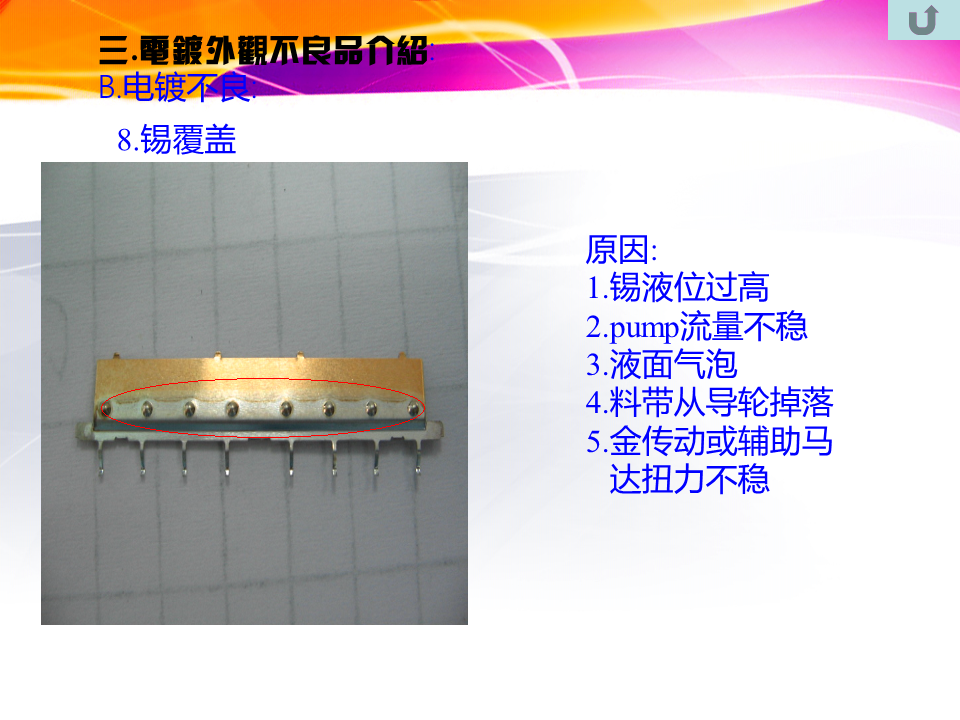 三.電鍍外觀不良品介紹:
B.电镀不良:
8.锡覆盖
原因:
1.锡液位过高
2.pump流量不稳
3.液面气泡
4.料带从导轮掉落
5.金传动或辅助马
达扭力不稳